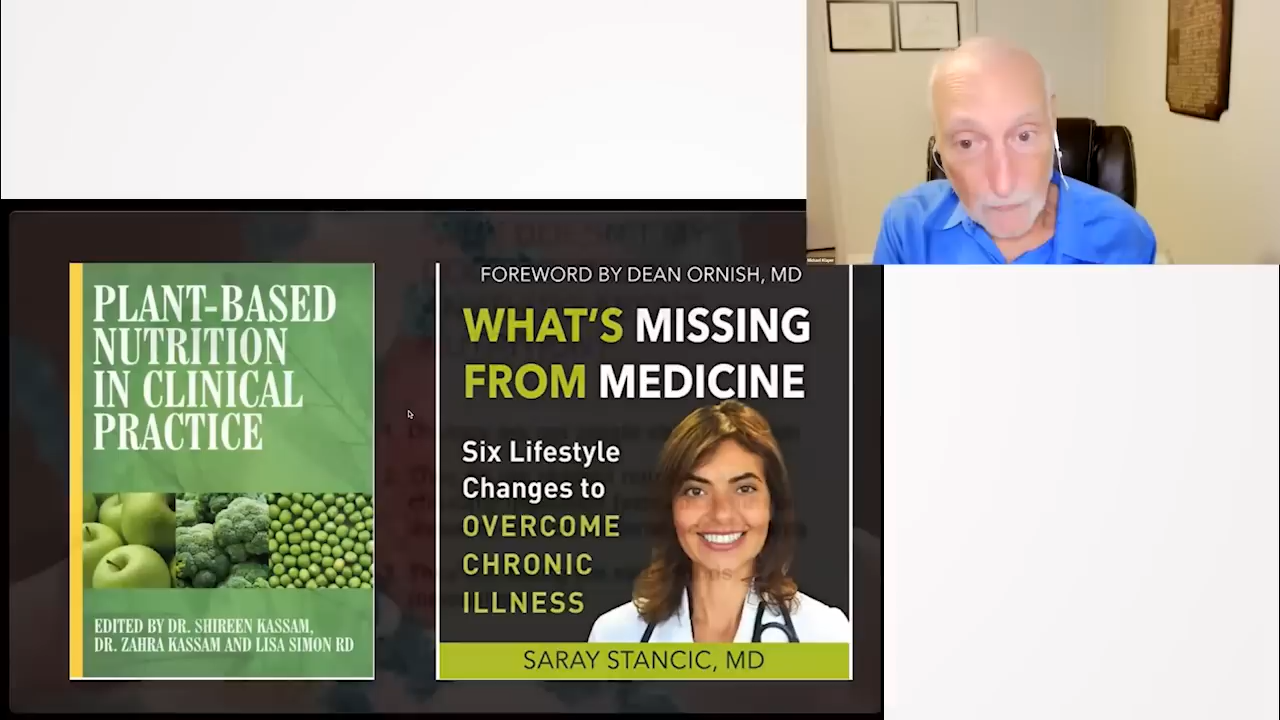 PLANT-BASED
NUTRITION
IN CLINICAL
PRACTICE
EDITED BY DR. SHIREEN KASSAM,
DR. ZAHRA KASSAM AND LISA SIMON RD
FOREWORD BY DEAN ORNISH, MD
WHAT'S MISSING
FROM MEDICINE
Six Lifestyle
Changes to
OVERCOME
CHRONIC
ILLNESS
SARAY STANCIC, MD